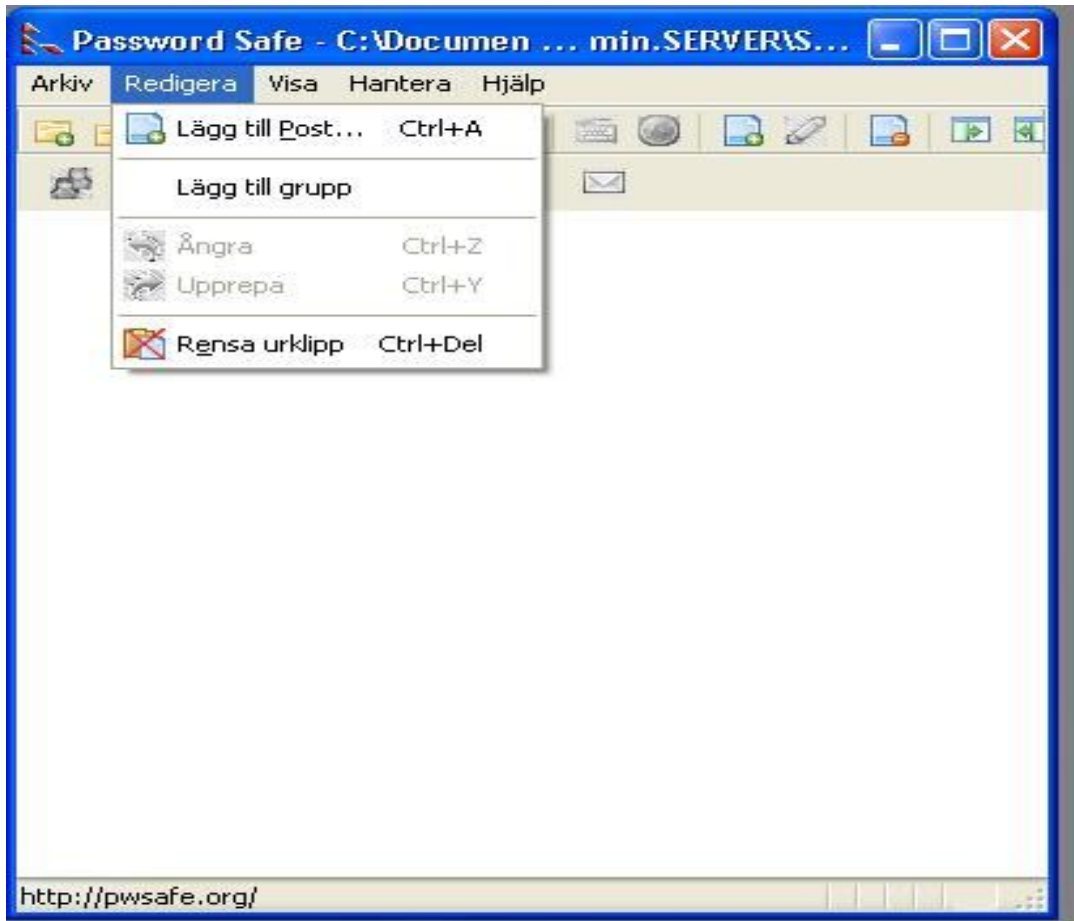 Password Safe - C:\Documen ... min.SERVER\S...
Arkiv Redigera Visa Hantera Hjälp
Lägg till Post... Ctrl+A
Lägg till grupp
Ångra Ctrl+Z
Upprepa Ctrl+Y
Rensa urklipp Ctrl+Del
http://pwsafe.org/